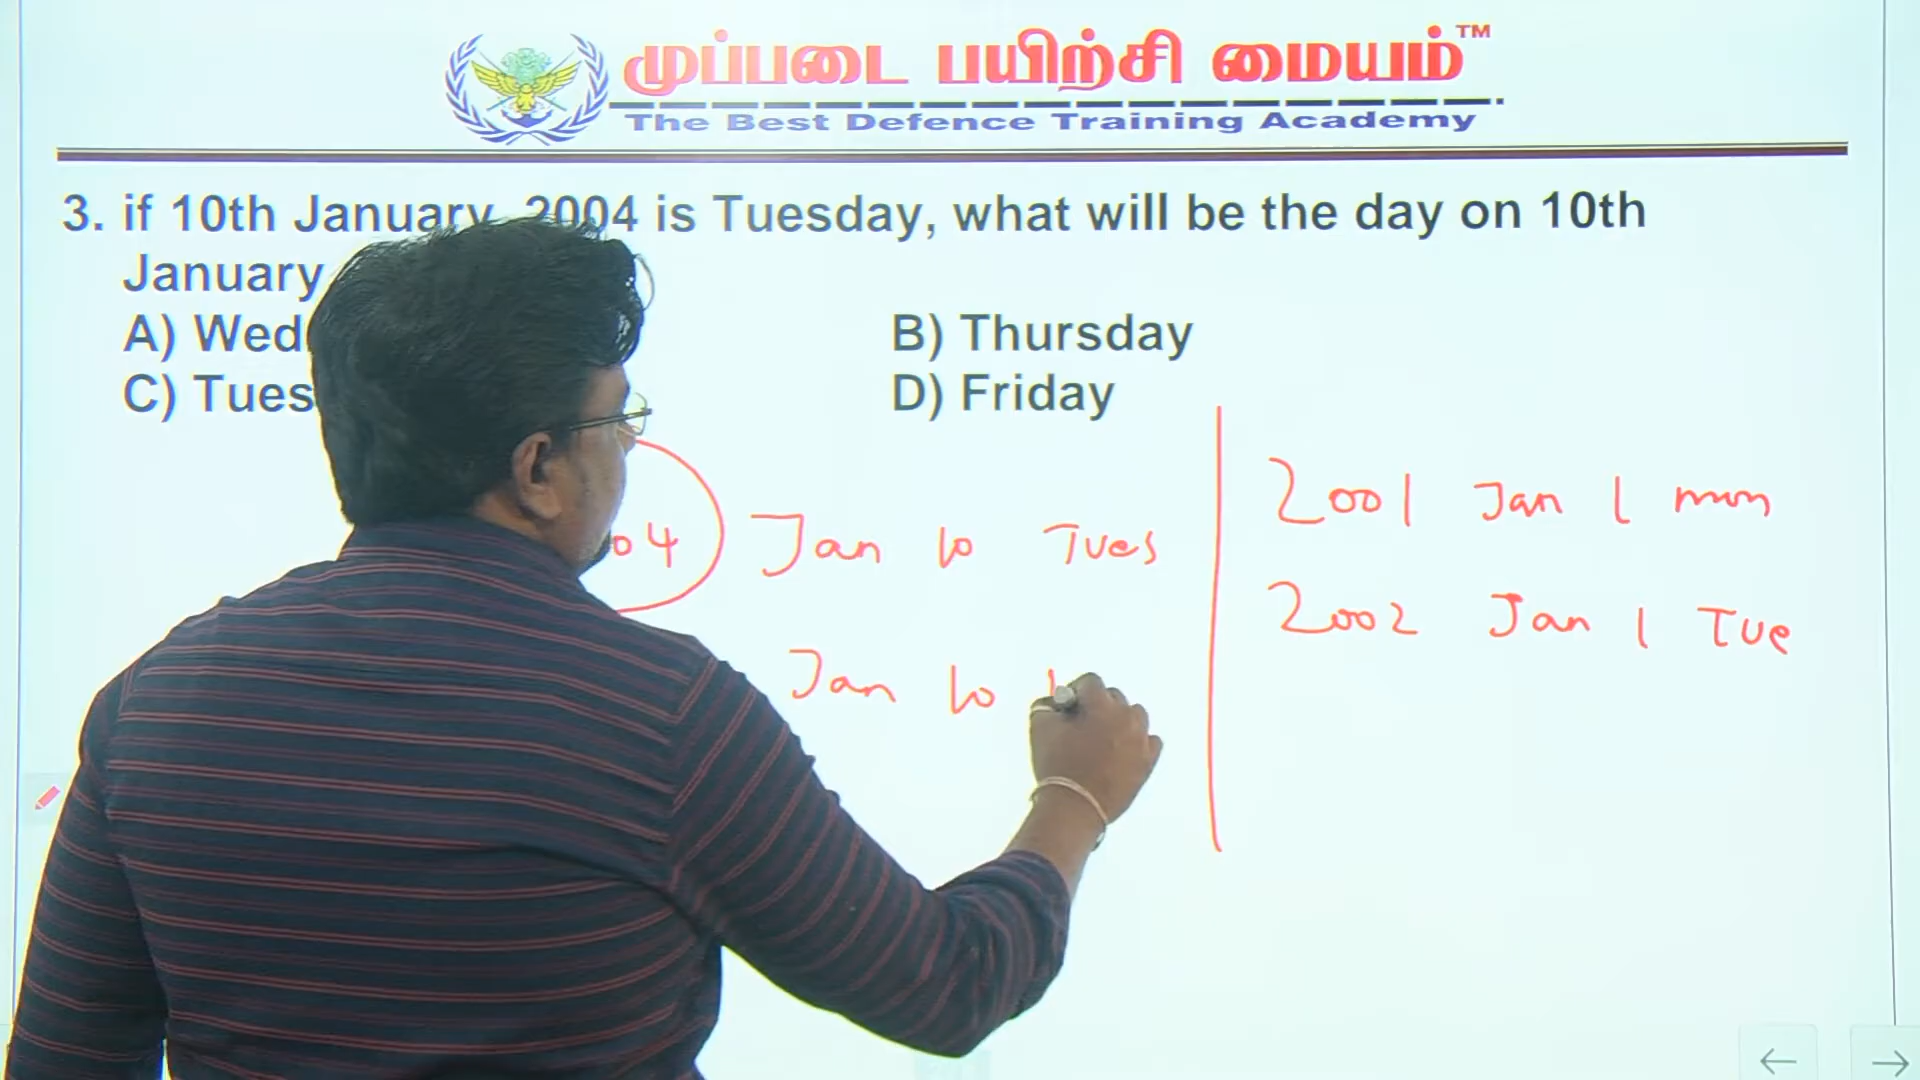 முப்படை பயிற்சி மையம்™
The Best Defence Training Academy
3. if 10th January, 2004 is Tuesday, what will be the day on 10th
January
A)
B) Thursday
C)
D) Friday
04 Jan 10 Tues
Jan 10
2001 Jan 1 mon
2002 Jan 1 Tue